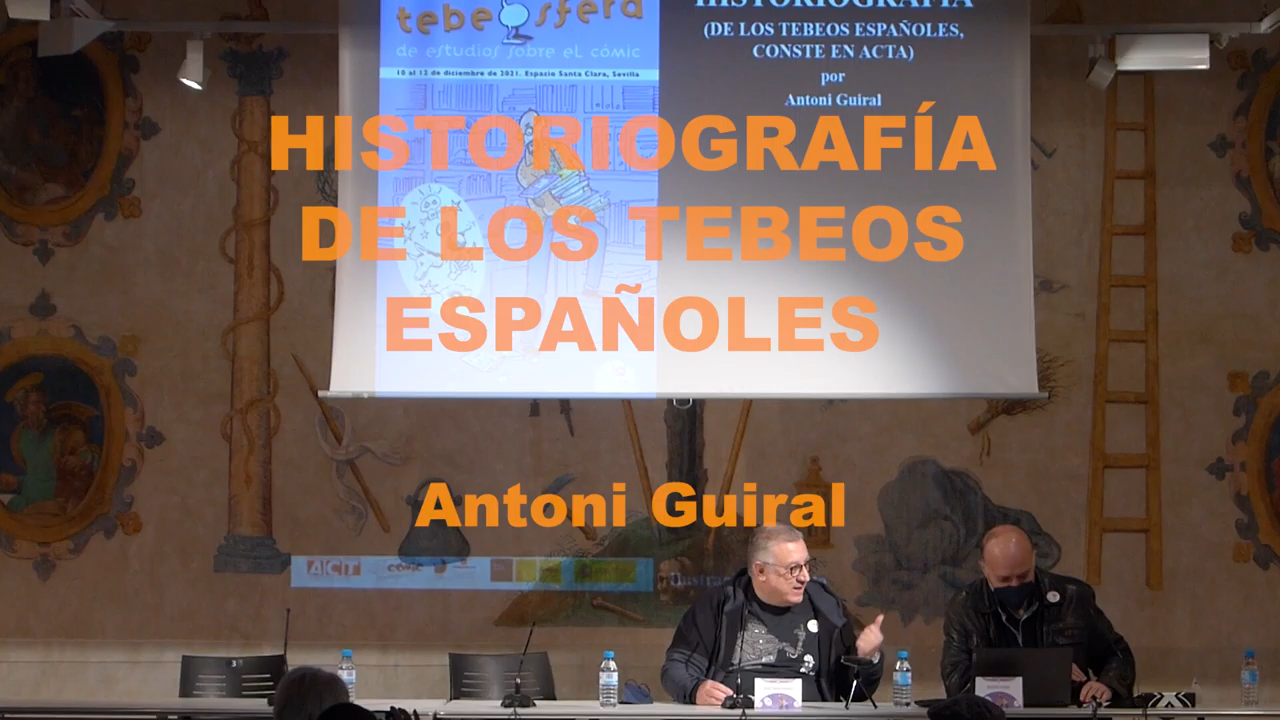 tebeosfera
de estudios sobre el cómic
10 al 12 de diciembre de 2021. Espacio Santa Clara, Sevilla
HISTORIOGRAFÍA
(DE LOS TEBEOS ESPAÑOLES,
CONSTE EN ACTA)
por
Antoni Guiral
HISTORIOGRAFÍA
DE LOS TEBEOS
ESPAÑOLES
Antoni Guiral
ACT
3